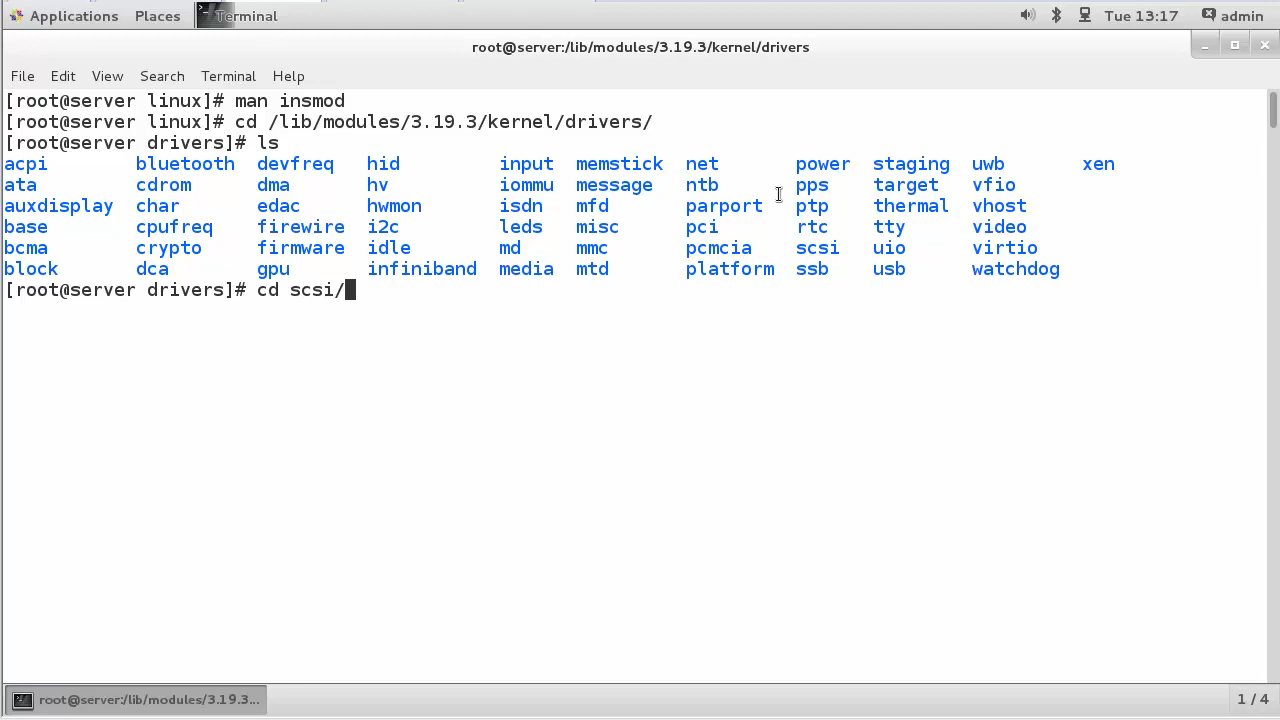 Applications Places Terminal Tue 13:17 admin
root@server:/lib/modules/3.19.3/kernel/drivers
File Edit View Search Terminal Help
[root@server linux]# man insmod
[root@server linux]# cd /lib/modules/3.19.3/kernel/drivers/
[root@server drivers]# ls
acpi bluetooth devfreq hid input memstick net power staging uwb xen
ata cdrom dma hv iommu message ntb pps target vfio
auxdisplay char edac hwmon isdn mfd parport ptp thermal vhost
base cpufreq firewire i2c leds misc pci rtc tty video
bcma crypto firmware idle md mmc pcmcia scsi uio virtio
block dca gpu infiniband media mtd platform ssb usb watchdog
[root@server drivers]# cd scsi/
root@server:/lib/modules/3.19.3... 1 / 4